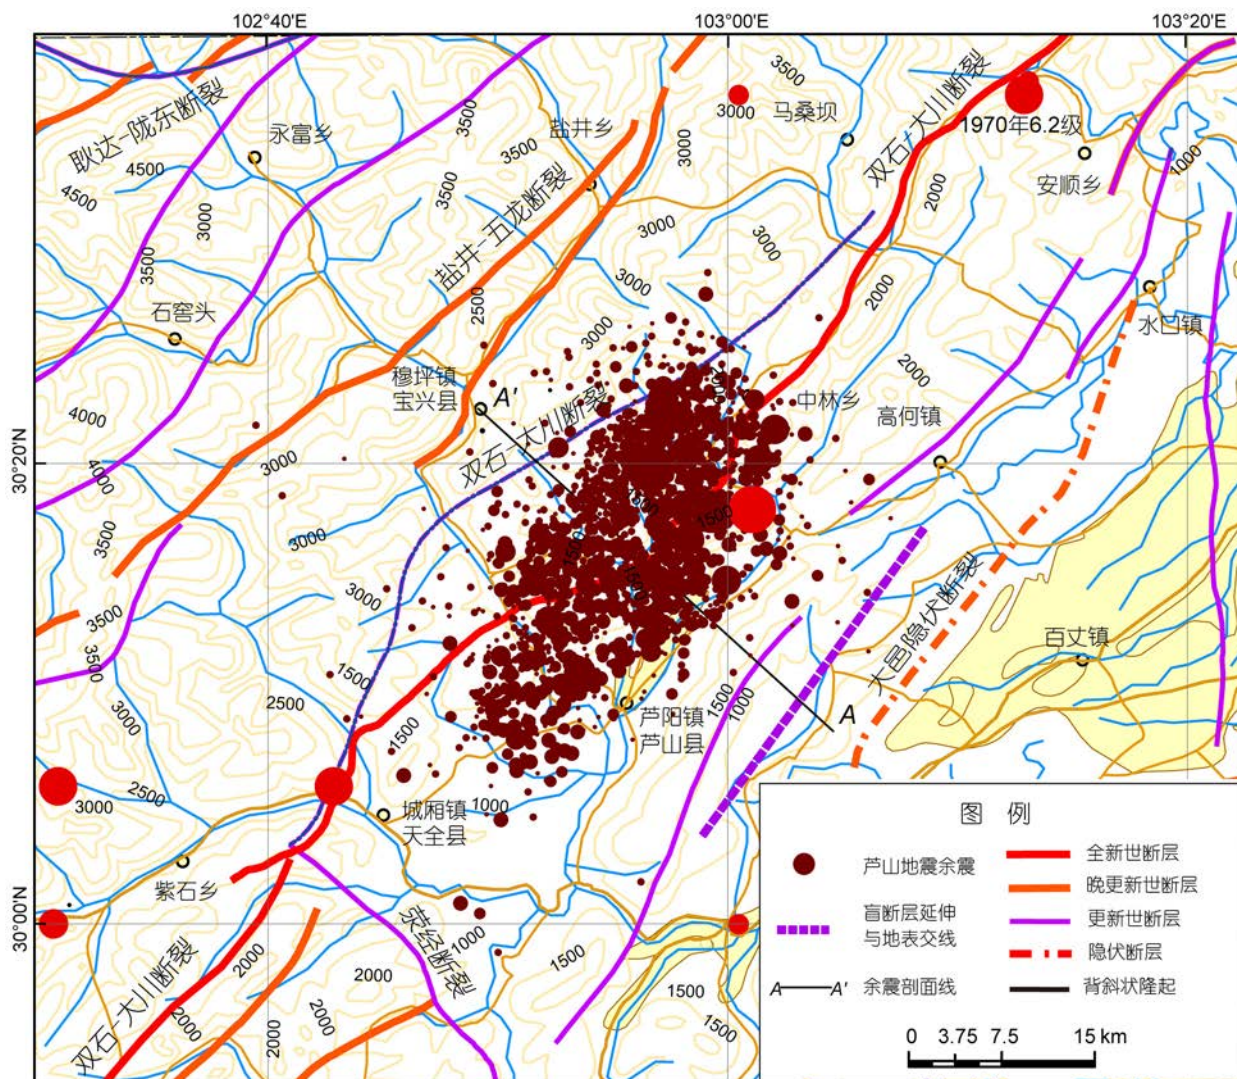 102°40'E
103°00'E
103°20'E
30°20'N
30°00'N
耿达-陇东断裂
永富乡
盐井乡
马桑坝
双石-大川断裂
1970年6.2级
安顺乡
盐井-五龙断裂
石窖头
水口镇
穆坪镇
宝兴县
A'
双石-大川断裂
中林乡
高何镇
大邑隐伏断裂
百丈镇
芦阳镇
芦山县
A
城厢镇
天全县
紫石乡
荥经断裂
双石-大川断裂
4500
4500
3000
3500
3500
3500
3500
3000
3000
3500
2000
1000
3000
3000
3000
2500
3000
2000
2000
4000
4000
3000
3500
3000
3000
3500
3500
3000
2500
1500
1500
1500
1500
1500
1500
1500
1000
3000
2500
1000
1000
2000
2000
2000
2000
2000
1500
1500
1500
图 例
芦山地震余震
盲断层延伸
与地表交线
A
A'
余震剖面线
全新世断层
晚更新世断层
更新世断层
隐伏断层
背斜状隆起
0 3.75 7.5 15 km